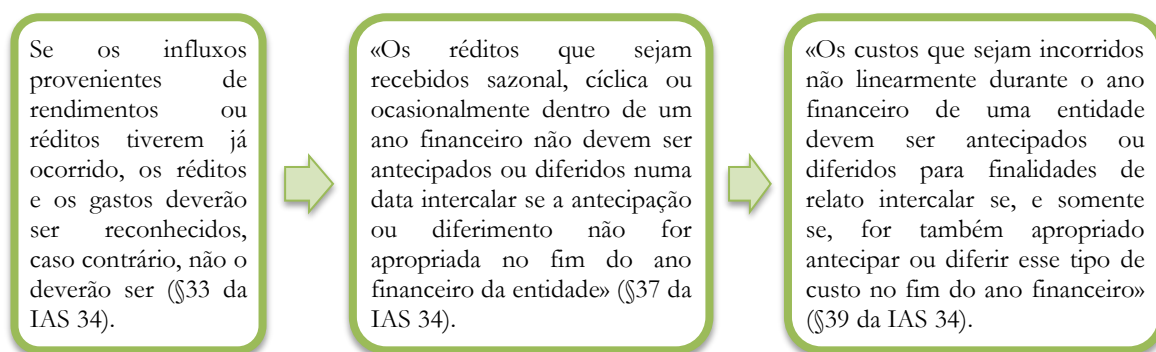 Se os influxos
provenientes de
rendimentos ou
réditos tiverem já
ocorrido, os réditos
e os gastos deverão
ser reconhecidos,
caso contrário, não o
deverão ser (§33 da
IAS 34).
«Os réditos que sejam
recebidos sazonal, cíclica ou
ocasionalmente dentro de um
ano financeiro não devem ser
antecipados ou diferidos numa
data intercalar se a antecipação
ou diferimento não for
apropriada no fim do ano
financeiro da entidade» (§37 da
IAS 34).
«Os custos que sejam incorridos
não linearmente durante o ano
financeiro de uma entidade
devem ser antecipados ou
diferidos para finalidades de
relato intercalar se, e somente
se, for também apropriado
antecipar ou diferir esse tipo de
custo no fim do ano financeiro»
(§39 da IAS 34).